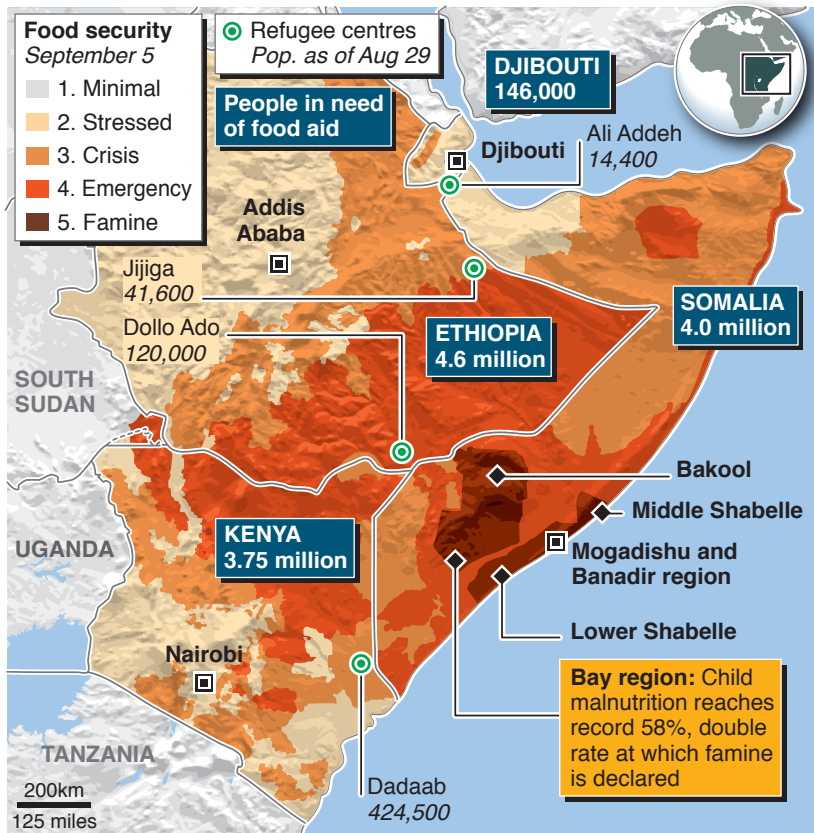 Food security
September 5
1. Minimal
2. Stressed
3. Crisis
4. Emergency
5. Famine
Refugee centres
Pop. as of Aug 29
People in need
of food aid
DJIBOUTI
146,000
Djibouti
Ali Addeh
14,400
Addis
Ababa
Jijiga
41,600
Dollo Ado
120,000
ETHIOPIA
4.6 million
SOMALIA
4.0 million
SOUTH
SUDAN
Bakool
Middle Shabelle
Mogadishu and
Banadir region
Lower Shabelle
KENYA
3.75 million
UGANDA
Nairobi
Bay region: Child
malnutrition reaches
record 58%, double
rate at which famine
is declared
TANZANIA
Dadaab
424,500
200km
125 miles